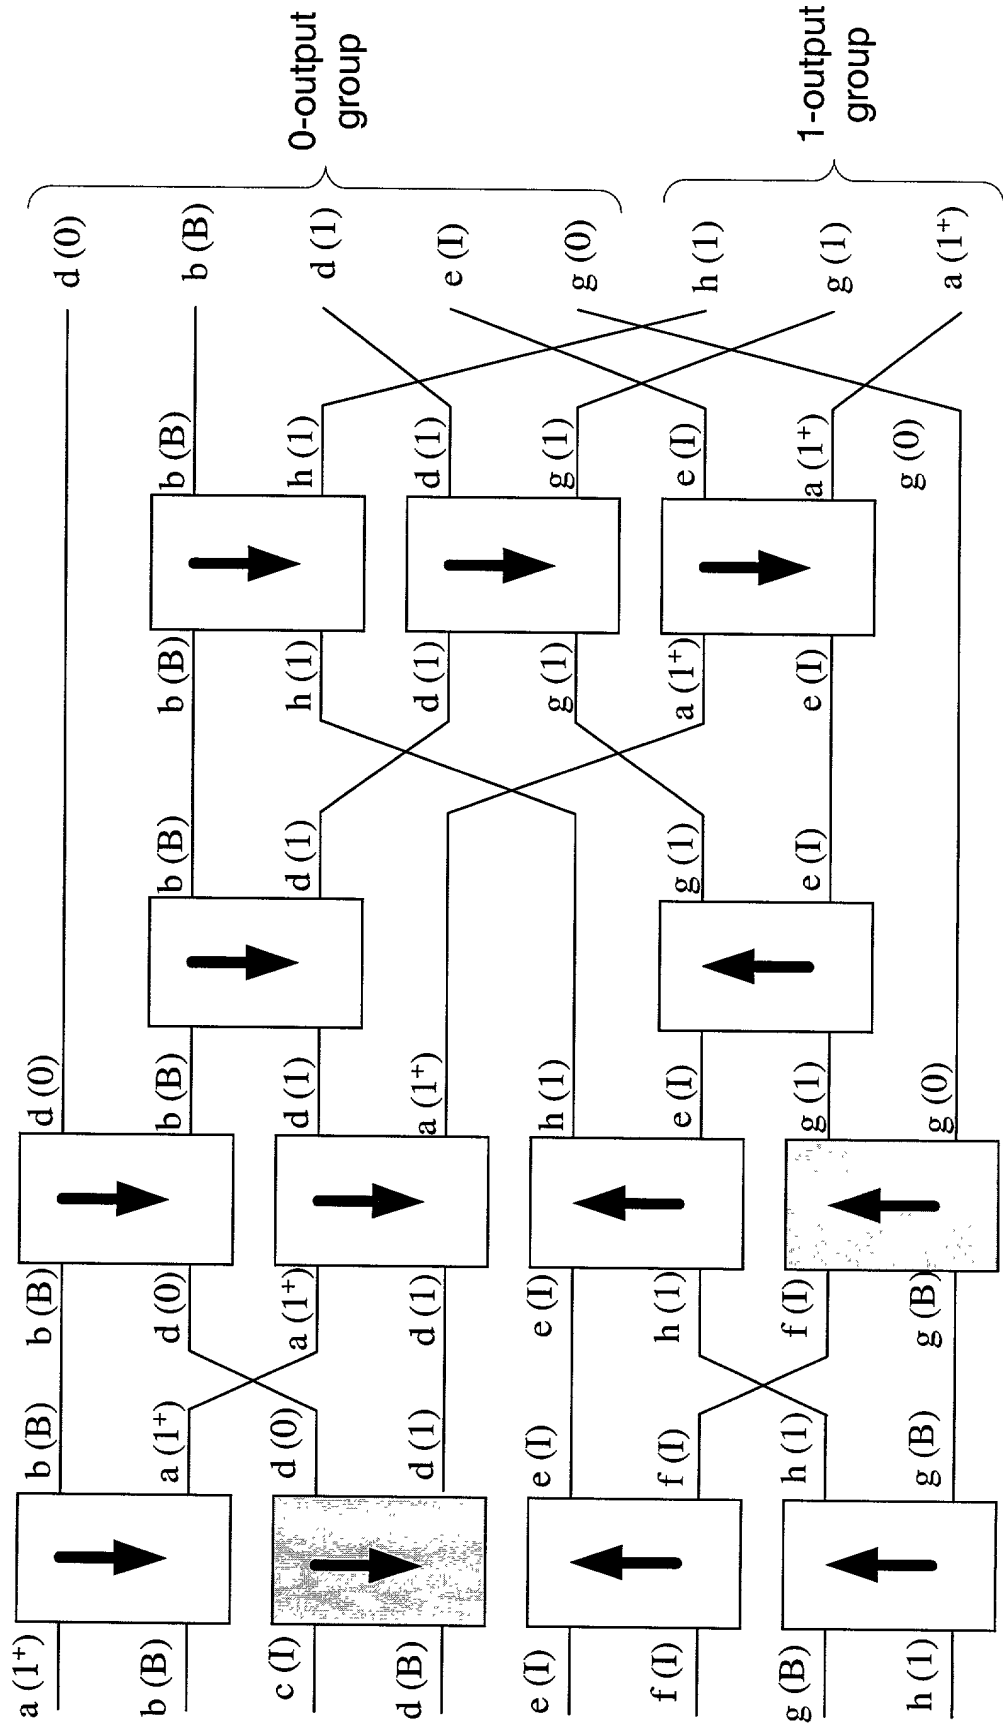 a (1+)
b (B)
c (I)
d (B)
e (I)
f (I)
g (B)
h (1)
b (B)
a (1+)
d (0)
d (1)
e (I)
f (I)
h (1)
g (B)
b (B)
d (0)
a (1+)
d (1)
e (I)
h (1)
f (I)
g (B)
d (0)
b (B)
d (1)
a (1+)
h (1)
e (I)
g (1)
g (0)
b (B)
d (1)
g (1)
e (I)
b (B)
h (1)
d (1)
g (1)
a (1+)
e (I)
b (B)
h (1)
d (1)
g (1)
e (I)
a (1+)
g (0)
d (0)
b (B)
d (1)
e (I)
g (0)
h (1)
g (1)
a (1+)
0-output
group
1-output
group